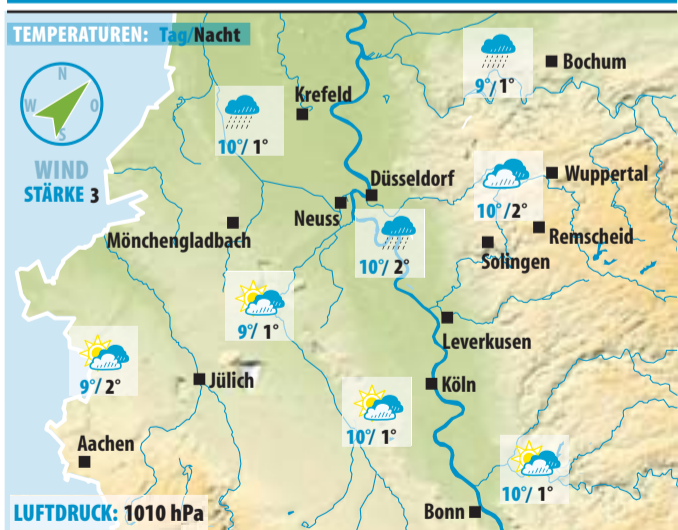 TEMPERATUREN: Tag/Nacht
N
W O
S
WIND
STÄRKE 3
Bochum
9°/ 1°
Krefeld
10°/ 1°
Düsseldorf
Wuppertal
10°/2°
Neuss
Mönchengladbach
Remscheid
Solingen
10°/ 2°
9°/ 1°
Leverkusen
9°/ 2°
Jülich
Köln
10°/ 1°
Aachen
10°/ 1°
Bonn
LUFTDRUCK: 1010 hPa